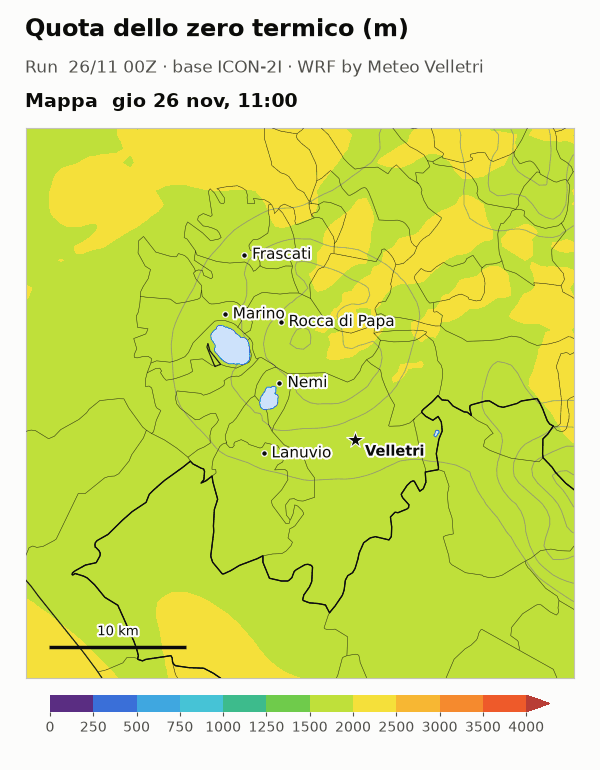 Quota dello zero termico (m)
Run 26/11 00Z · base ICON-2I · WRF by Meteo Velletri
Mappa gio 26 nov, 11:00
Frascati
Marino
Rocca di Papa
Nemi
Velletri
Lanuvio
10 km
0 250 500 750 1000 1250 1500 2000 2500 3000 3500 4000